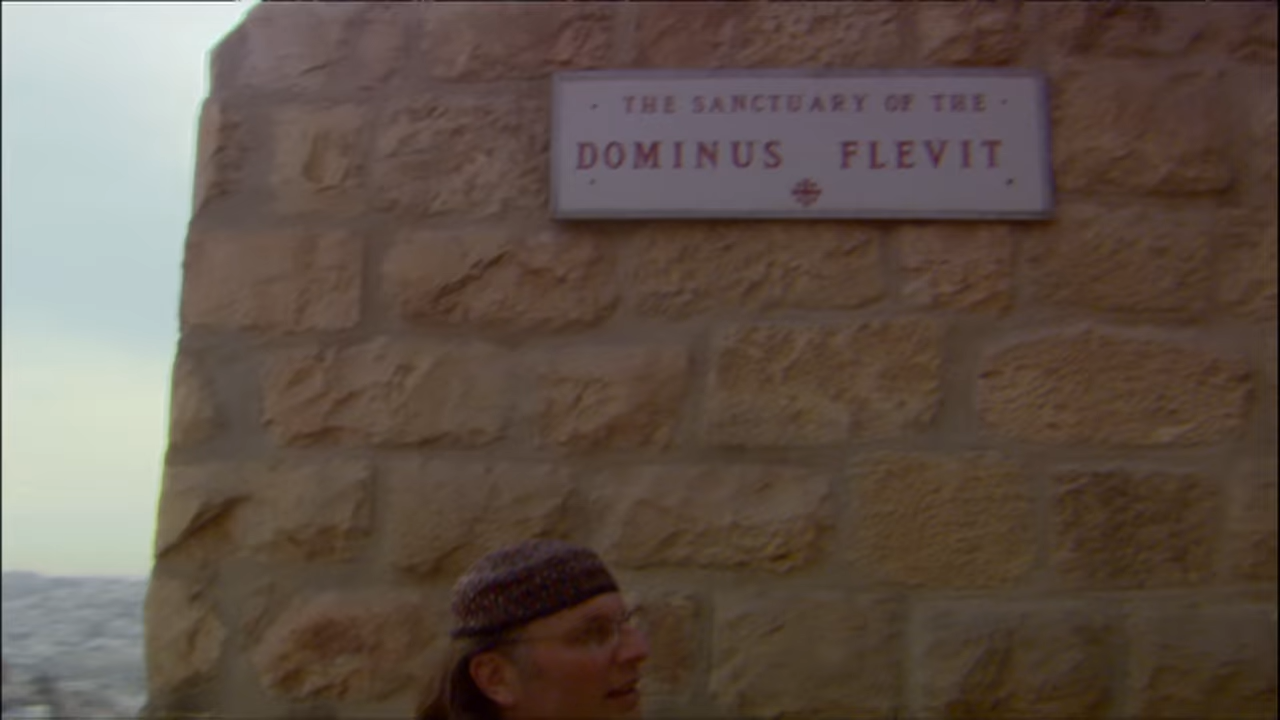 · THE SANCTUARY OF THE ·
DOMINUS FLEVIT